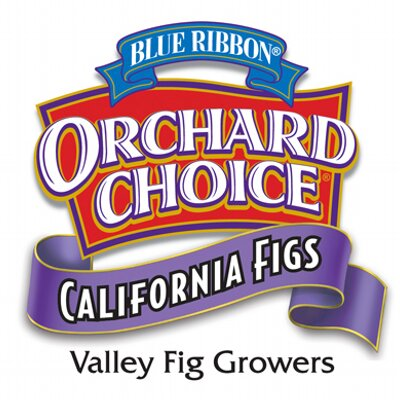 BLUE RIBBON®
ORCHARD
CHOICE®
CALIFORNIA FIGS
Valley Fig Growers